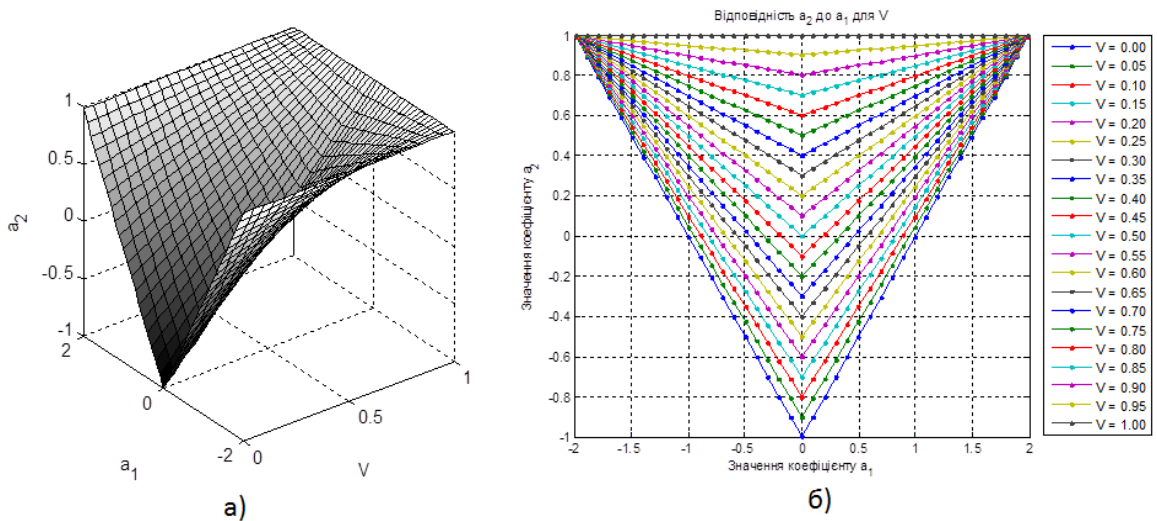 1
0.5
0
-0.5
-1
a2
2
0
-2
a1
0
0.5
1
V
а)
Відповідність a2 до a1 для V
1
0.8
0.6
0.4
0.2
0
-0.2
-0.4
-0.6
-0.8
-1
Значення коефіцієнту a2
-2
-1.5
-1
-0.5
0
0.5
1
1.5
2
Значення коефіцієнту a1
б)
V = 0.00
V = 0.05
V = 0.10
V = 0.15
V = 0.20
V = 0.25
V = 0.30
V = 0.35
V = 0.40
V = 0.45
V = 0.50
V = 0.55
V = 0.60
V = 0.65
V = 0.70
V = 0.75
V = 0.80
V = 0.85
V = 0.90
V = 0.95
V = 1.00